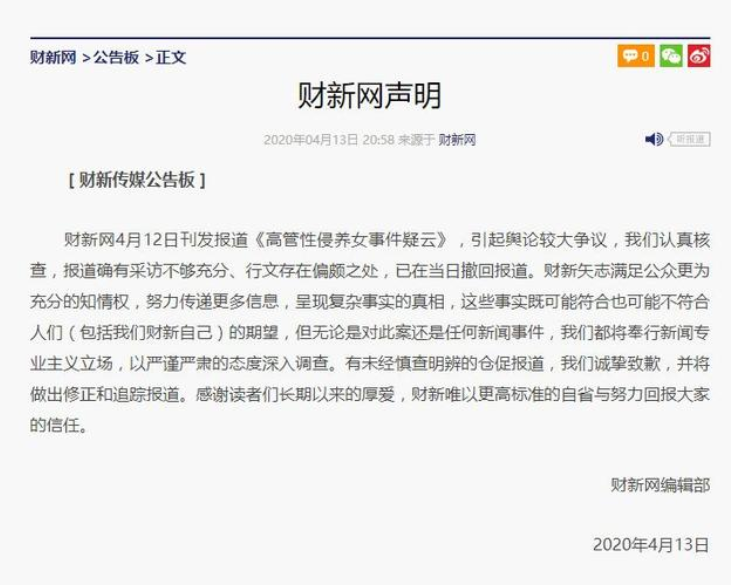 财新网 >公告板 >正文
0
财新网声明
2020年04月13日 20:58 来源于 财新网
听报道
[ 财新传媒公告板 ]
财新网4月12日刊发报道《高管性侵养女事件疑云》，引起舆论较大争议，我们认真核
查，报道确有采访不够充分、行文存在偏颇之处，已在当日撤回报道。财新矢志满足公众更为
充分的知情权，努力传递更多信息，呈现复杂事实的真相，这些事实既可能符合也可能不符合
人们（包括我们财新自己）的期望，但无论是对此案还是任何新闻事件，我们都将奉行新闻专
业主义立场，以严谨严肃的态度深入调查。有未经慎查明辨的仓促报道，我们诚挚致歉，并将
做出修正和追踪报道。感谢读者们长期以来的厚爱，财新唯以更高标准的自省与努力回报大家
的信任。
财新网编辑部
2020年4月13日